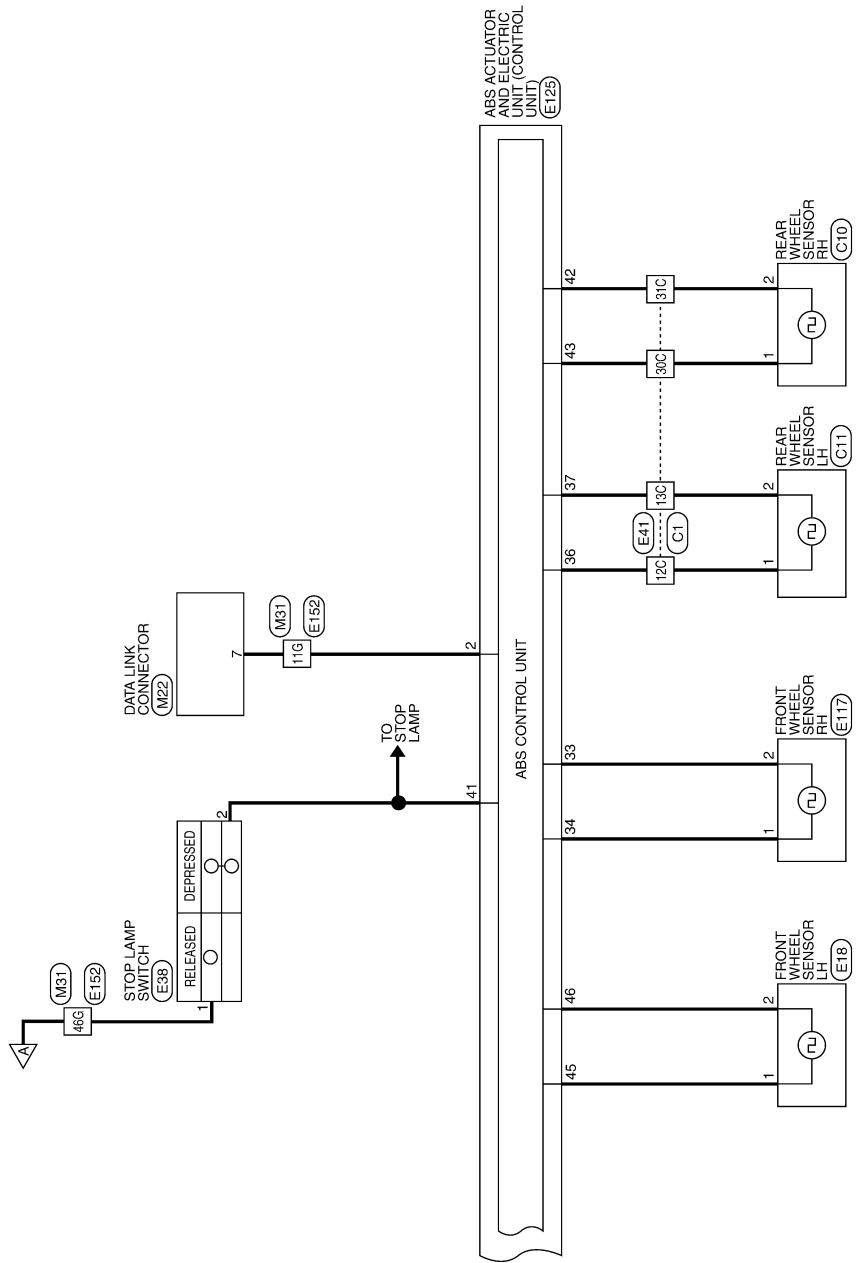 A
46G
M31
E152
STOP LAMP
SWITCH
E38
RELEASED
DEPRESSED
1
2
TO
STOP
LAMP
DATA LINK
CONNECTOR
M22
7
11G
M31
E152
41
2
ABS ACTUATOR
AND ELECTRIC
UNIT (CONTROL
UNIT)
E125
ABS CONTROL UNIT
45
46
34
33
36
37
43
42
12C
13C
30C
31C
E41
C1
1
2
FRONT
WHEEL
SENSOR
LH
E18
1
2
FRONT
WHEEL
SENSOR
RH
E117
1
2
REAR
WHEEL
SENSOR
LH
C11
1
2
REAR
WHEEL
SENSOR
RH
C10